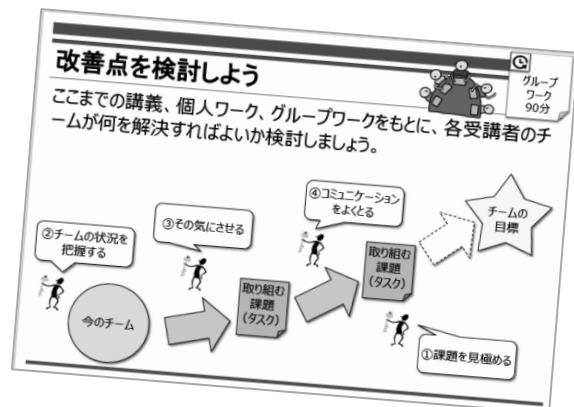 改善点を検討しよう
グループ
ワーク
90分
ここまでの講義、個人ワーク、グループワークをもとに、各受講者のチ
ームが何を解決すればよいか検討しましょう。
④コミュニケーション
をよくとる
チームの
目標
③その気にさせる
②チームの状況を
把握する
取り組む
課題
(タスク)
取り組む
課題
(タスク)
今のチーム
①課題を見極める